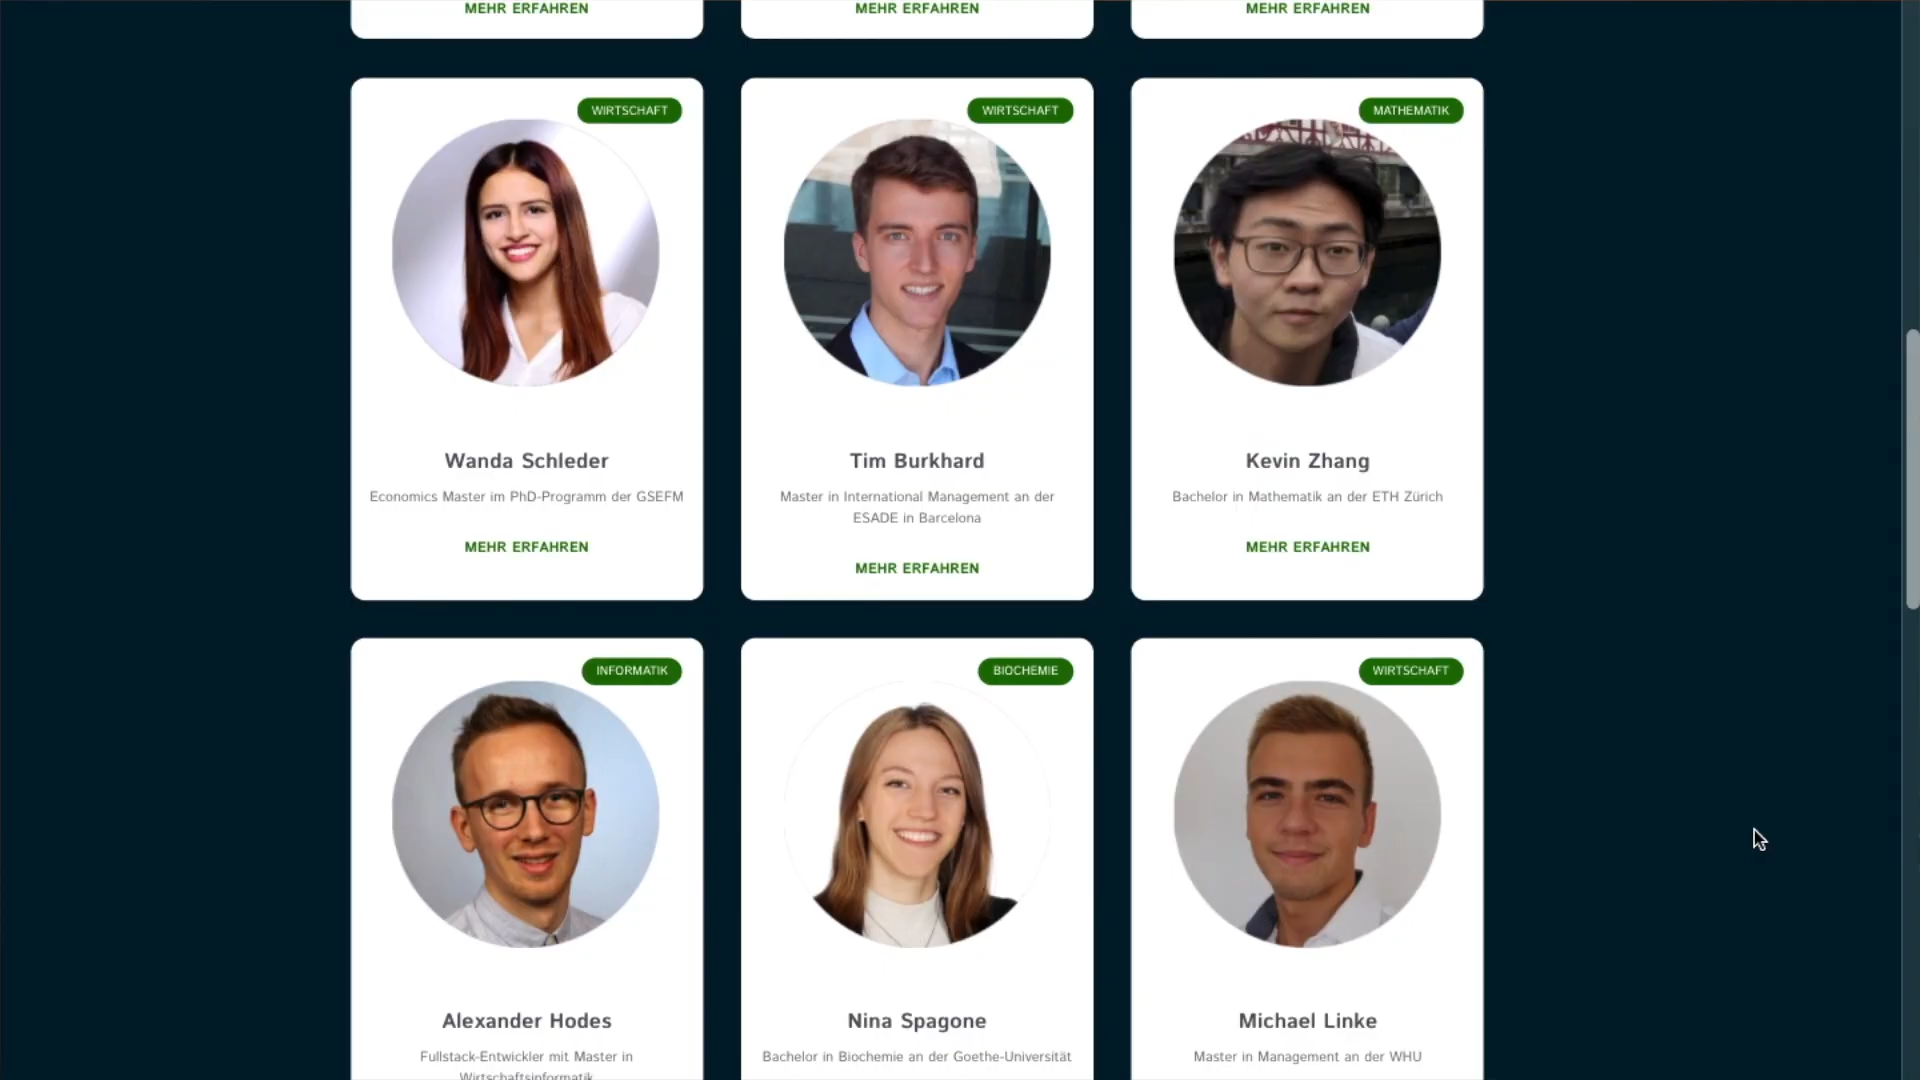 MEHR ERFAHREN
MEHR ERFAHREN
MEHR ERFAHREN
WIRTSCHAFT
Wanda Schleder
Economics Master im PhD-Programm der GSEFM
MEHR ERFAHREN
WIRTSCHAFT
Tim Burkhard
Master in International Management an der
ESADE in Barcelona
MEHR ERFAHREN
MATHEMATIK
Kevin Zhang
Bachelor in Mathematik an der ETH Zürich
MEHR ERFAHREN
INFORMATIK
Alexander Hodes
Fullstack-Entwickler mit Master in
Wirtschaftsinformatik
BIOCHEMIE
Nina Spagone
Bachelor in Biochemie an der Goethe-Universität
WIRTSCHAFT
Michael Linke
Master in Management an der WHU